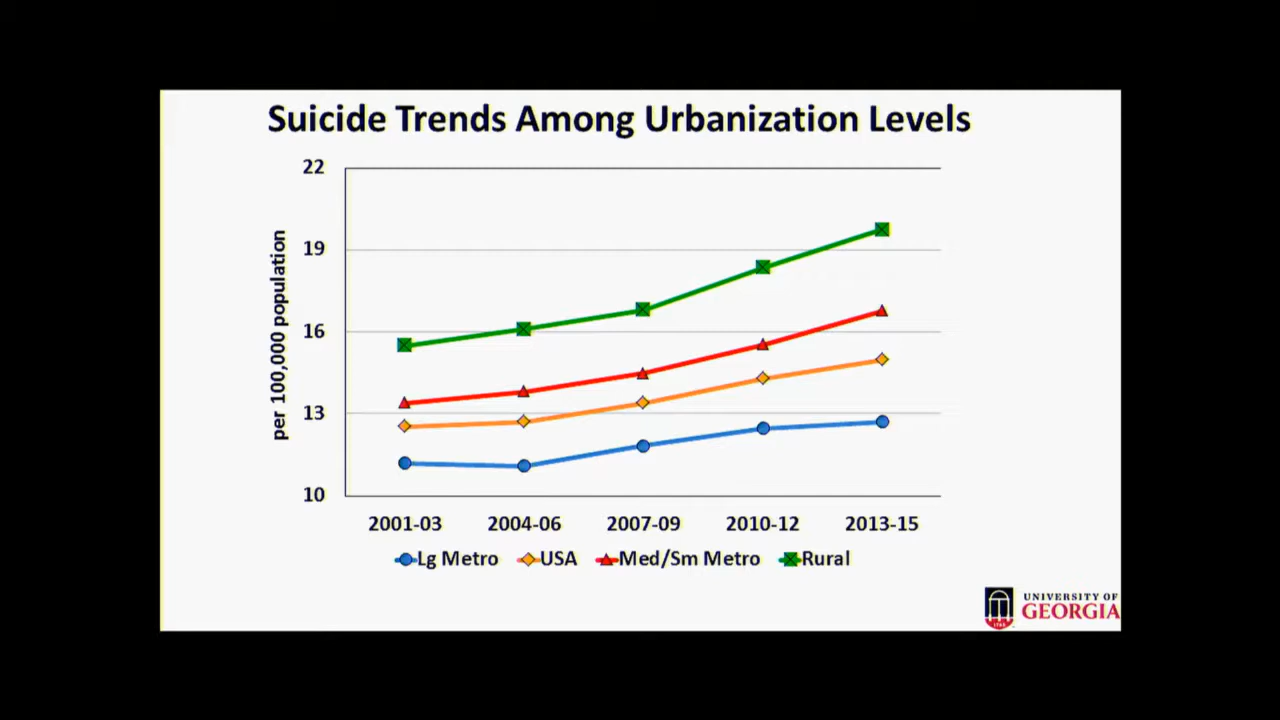 Suicide Trends Among Urbanization Levels
22
19
16
13
10
per 100,000 population
2001-03 2004-06 2007-09 2010-12 2013-15
Lg Metro USA Med/Sm Metro Rural
UNIVERSITY OF
GEORGIA